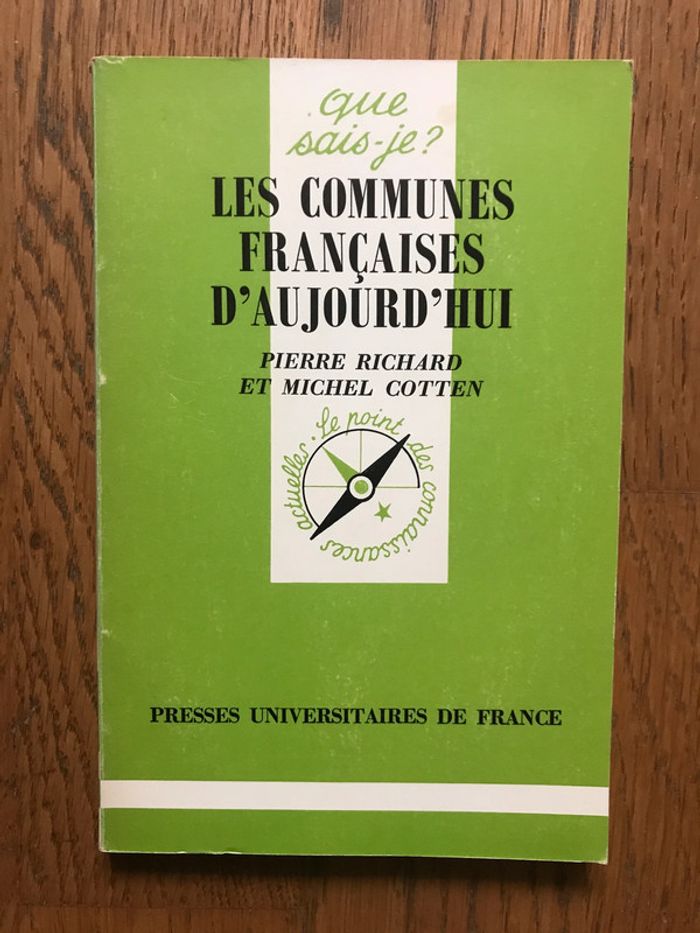 que
sais-je?
LES COMMUNES
FRANÇAISES
D'AUJOURD'HUI
PIERRE RICHARD
ET MICHEL COTTEN
Le point des connaissances actuelles.
PRESSES UNIVERSITAIRES DE FRANCE